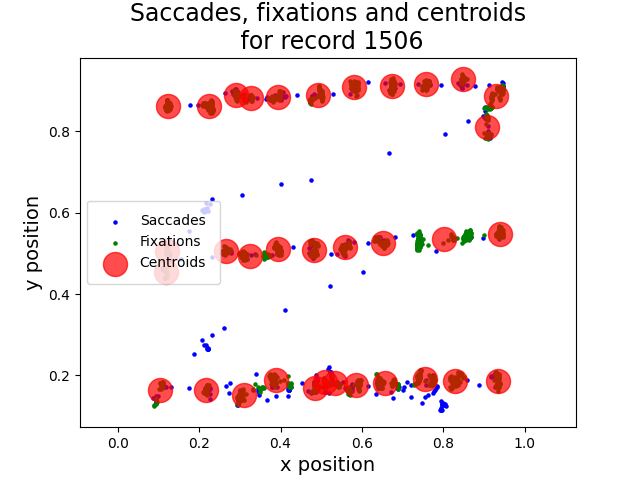 Saccades, fixations and centroids
for record 1506
y position
0.8
0.6
0.4
0.2
Saccades
Fixations
Centroids
0.0 0.2 0.4 0.6 0.8 1.0
x position